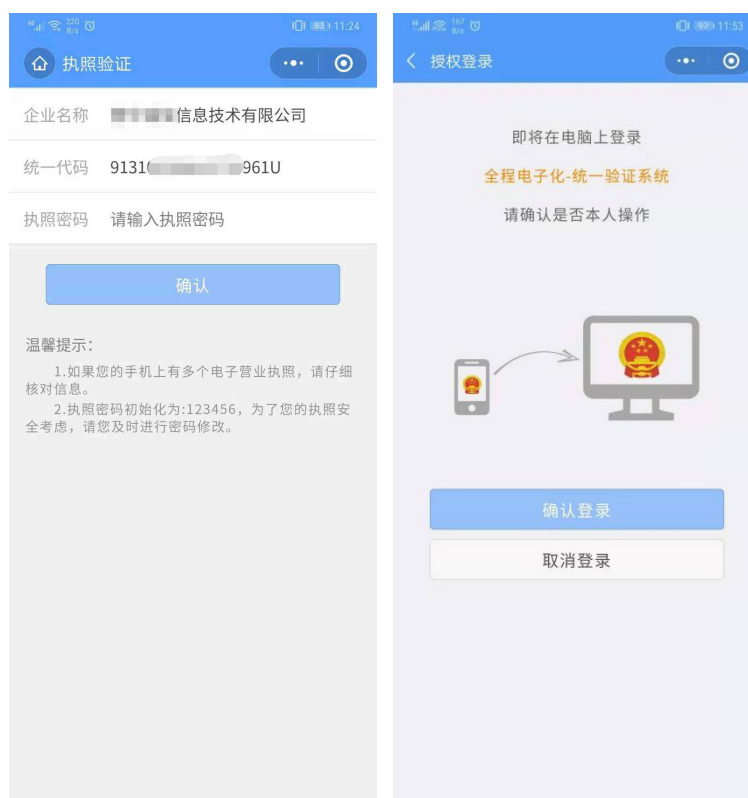 46
220
B/s
83
11:24
执照验证
企业名称 信息技术有限公司
统一代码 9131 961U
执照密码 请输入执照密码
确认
温馨提示:
1.如果您的手机上有多个电子营业执照，请仔细
核对信息。
2.执照密码初始化为:123456，为了您的执照安
全考虑，请您及时进行密码修改。
46
167
B/s
92
11:53
授权登录
即将在电脑上登录
全程电子化-统一验证系统
请确认是否本人操作
确认登录
取消登录